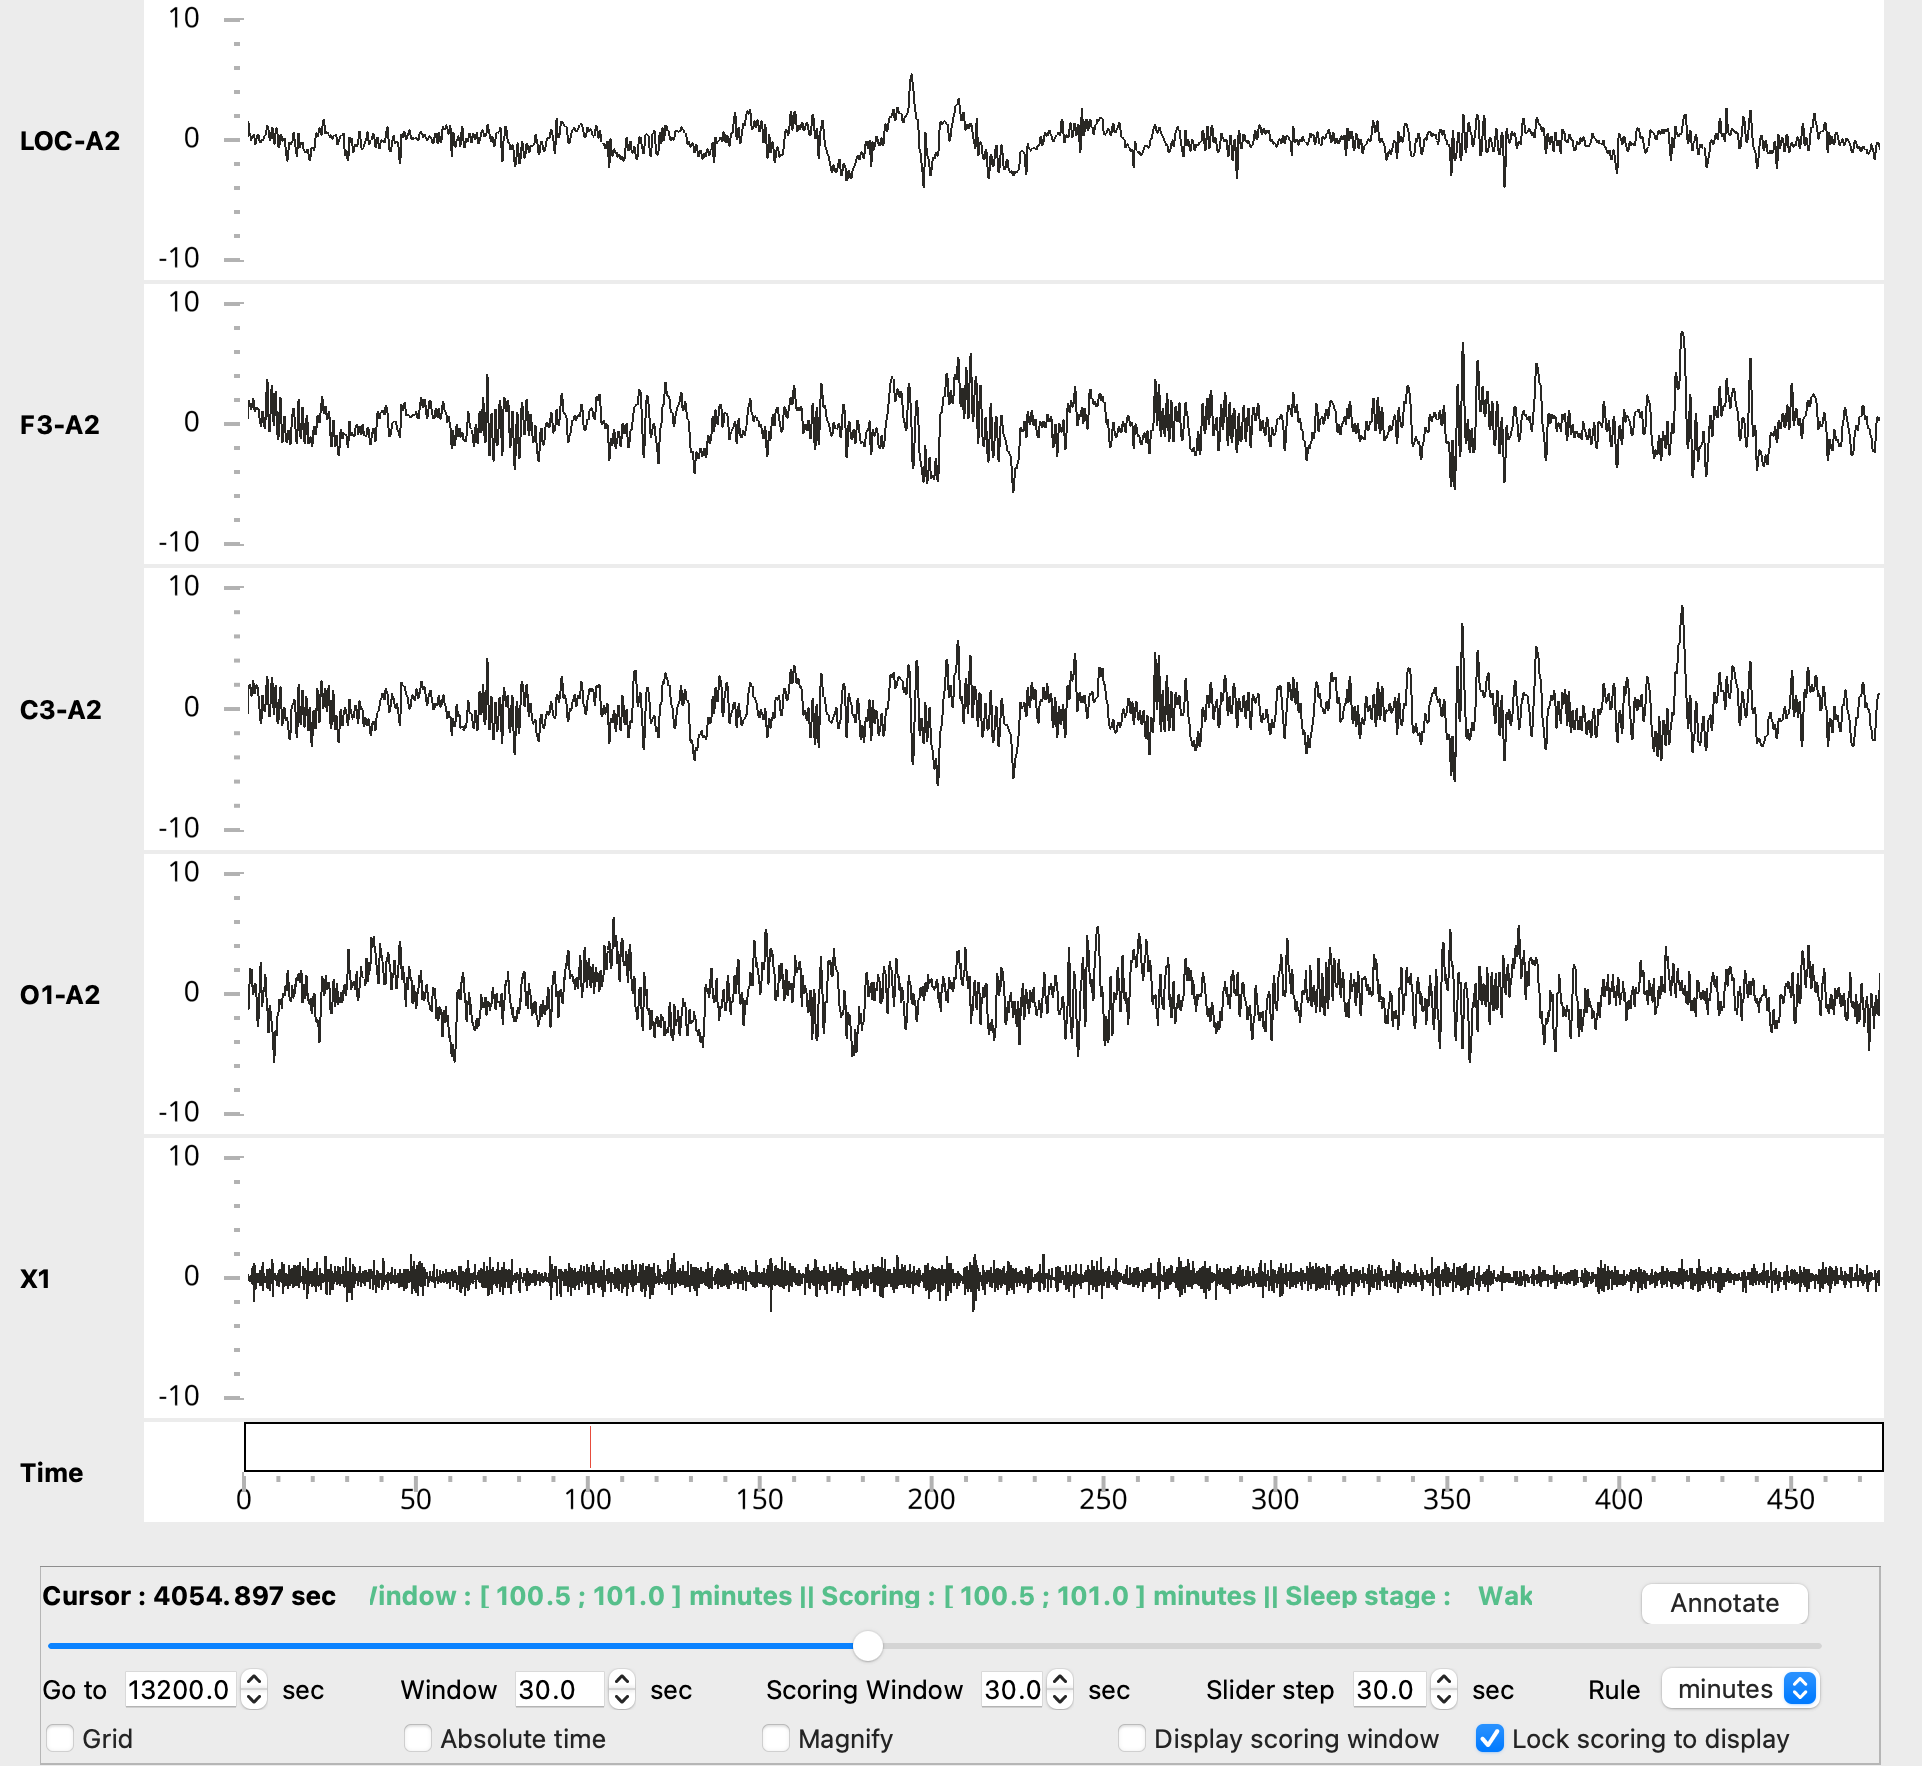 10
LOC-A2 0
-10
10
F3-A2 0
-10
10
C3-A2 0
-10
10
O1-A2 0
-10
10
X1 0
-10
Time
0 50 100 150 200 250 300 350 400 450
Cursor : 4054.897 sec indow : [ 100.5 ; 101.0 ] minutes || Scoring : [ 100.5 ; 101.0 ] minutes || Sleep stage : Wak Annotate
Go to 13200.0 sec Window 30.0 sec Scoring Window 30.0 sec Slider step 30.0 sec Rule minutes
Grid Absolute time Magnify Display scoring window Lock scoring to display